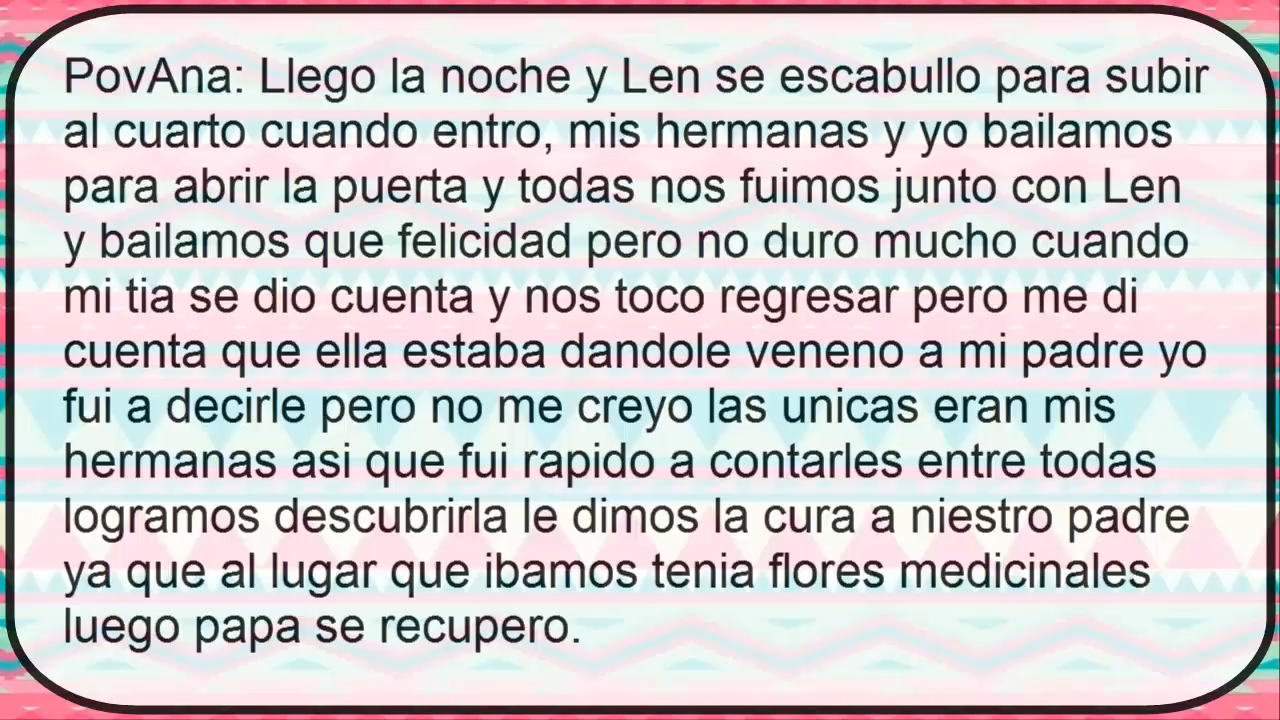 PovAna: Llego la noche y Len se escabullo para subir
al cuarto cuando entro, mis hermanas y yo bailamos
para abrir la puerta y todas nos fuimos junto con Len
y bailamos que felicidad pero no duro mucho cuando
mi tia se dio cuenta y nos toco regresar pero me di
cuenta que ella estaba dandole veneno a mi padre yo
fui a decirle pero no me creyo las unicas eran mis
hermanas asi que fui rapido a contarles entre todas
logramos descubrirla le dimos la cura a niestro padre
ya que al lugar que ibamos tenia flores medicinales
luego papa se recupero.